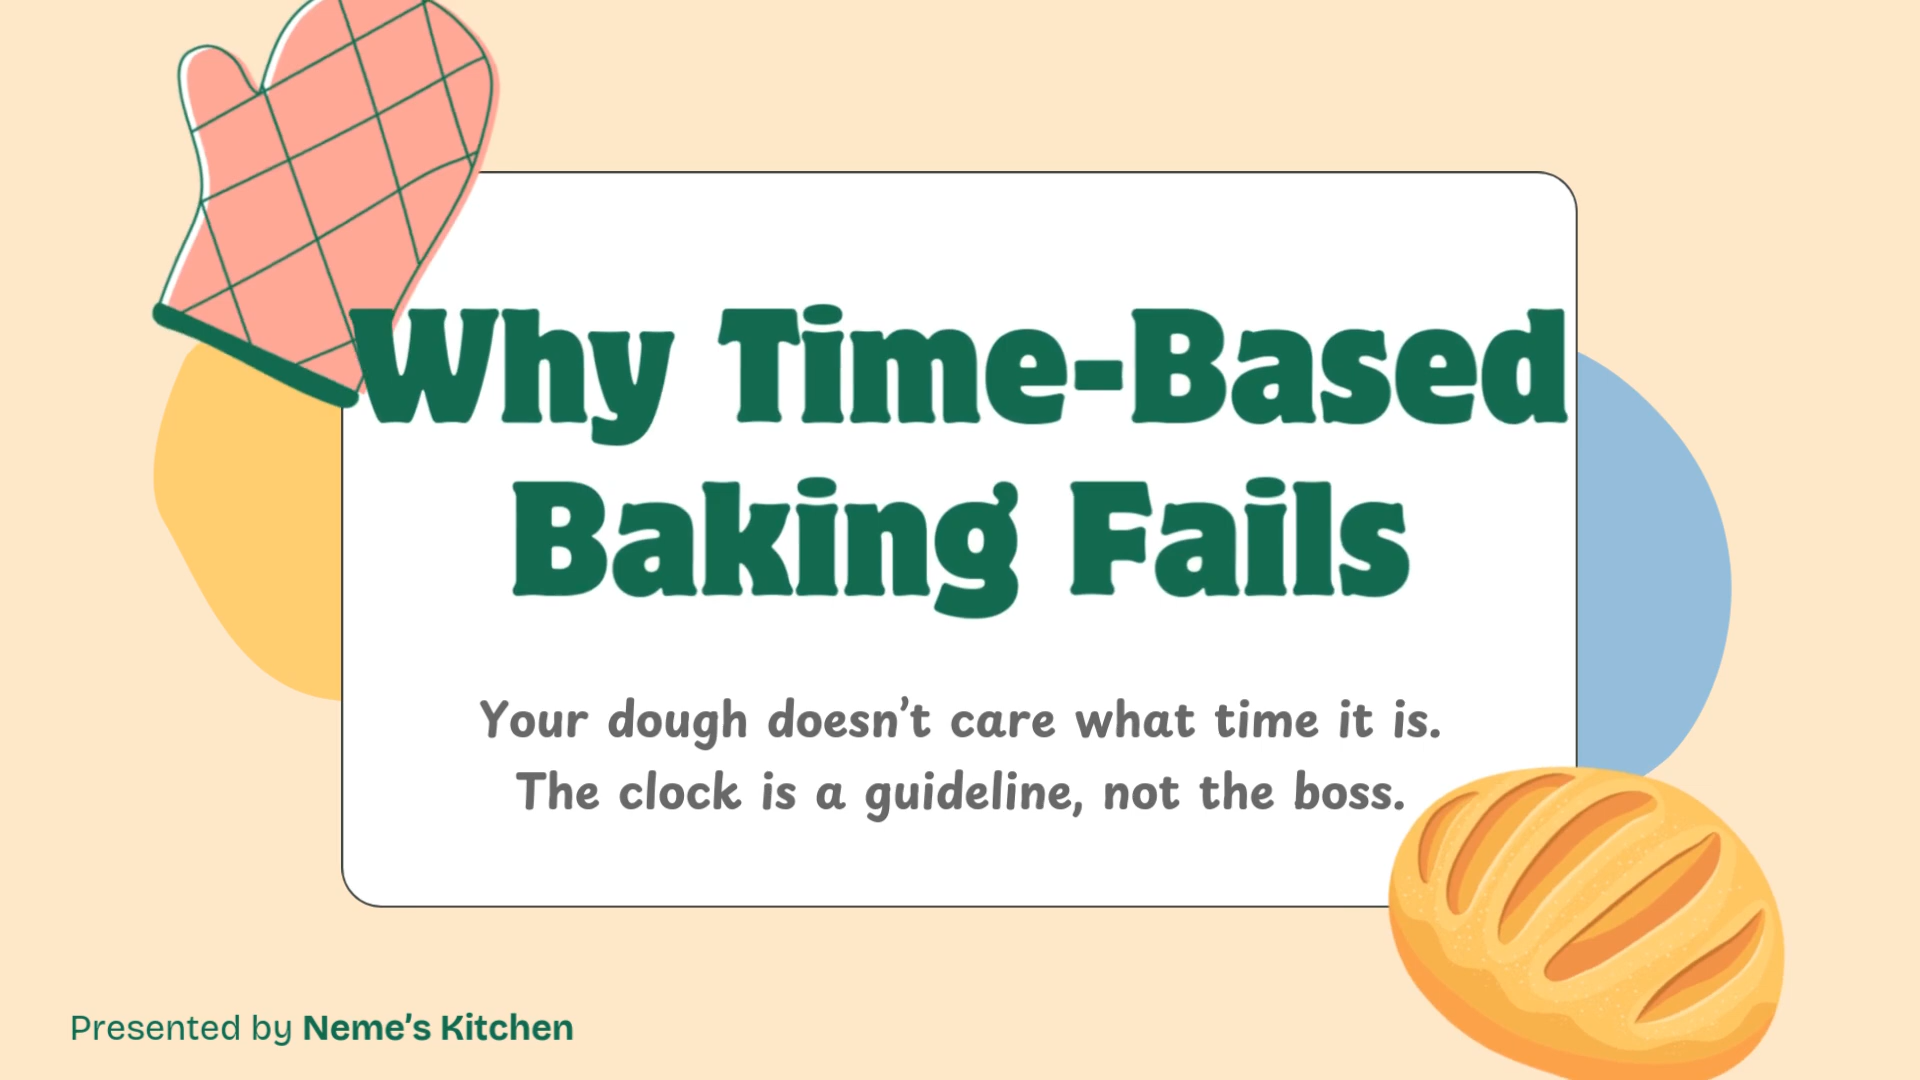 Why Time-Based
Baking Fails
Your dough doesn’t care what time it is.
The clock is a guideline, not the boss.
Presented by Neme’s Kitchen